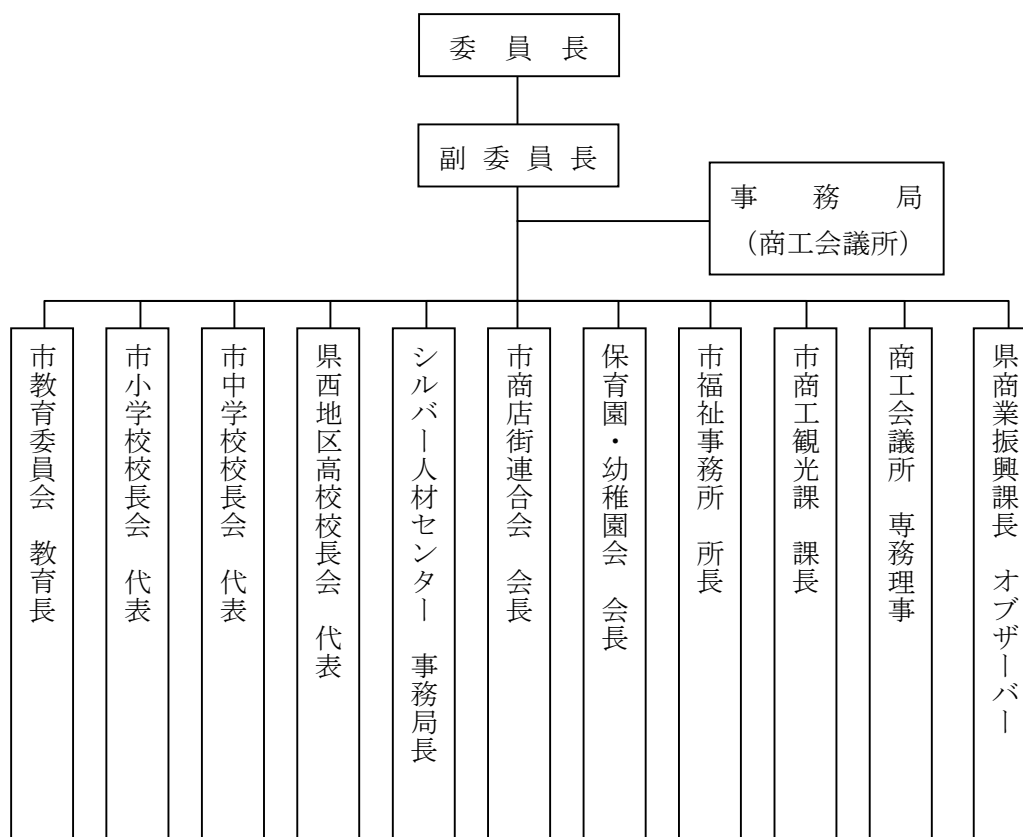 委員長
副委員長
事務局
（商工会議所）
市教育委員会　教育長
市小学校校長会　代表
市中学校校長会　代表
県西地区高校校長会　代表
シルバー人材センター　事務局長
市商店街連合会　会長
保育園・幼稚園会　会長
市福祉事務所　所長
市商工観光課　課長
商工会議所　専務理事
県商業振興課長　オブザーバー